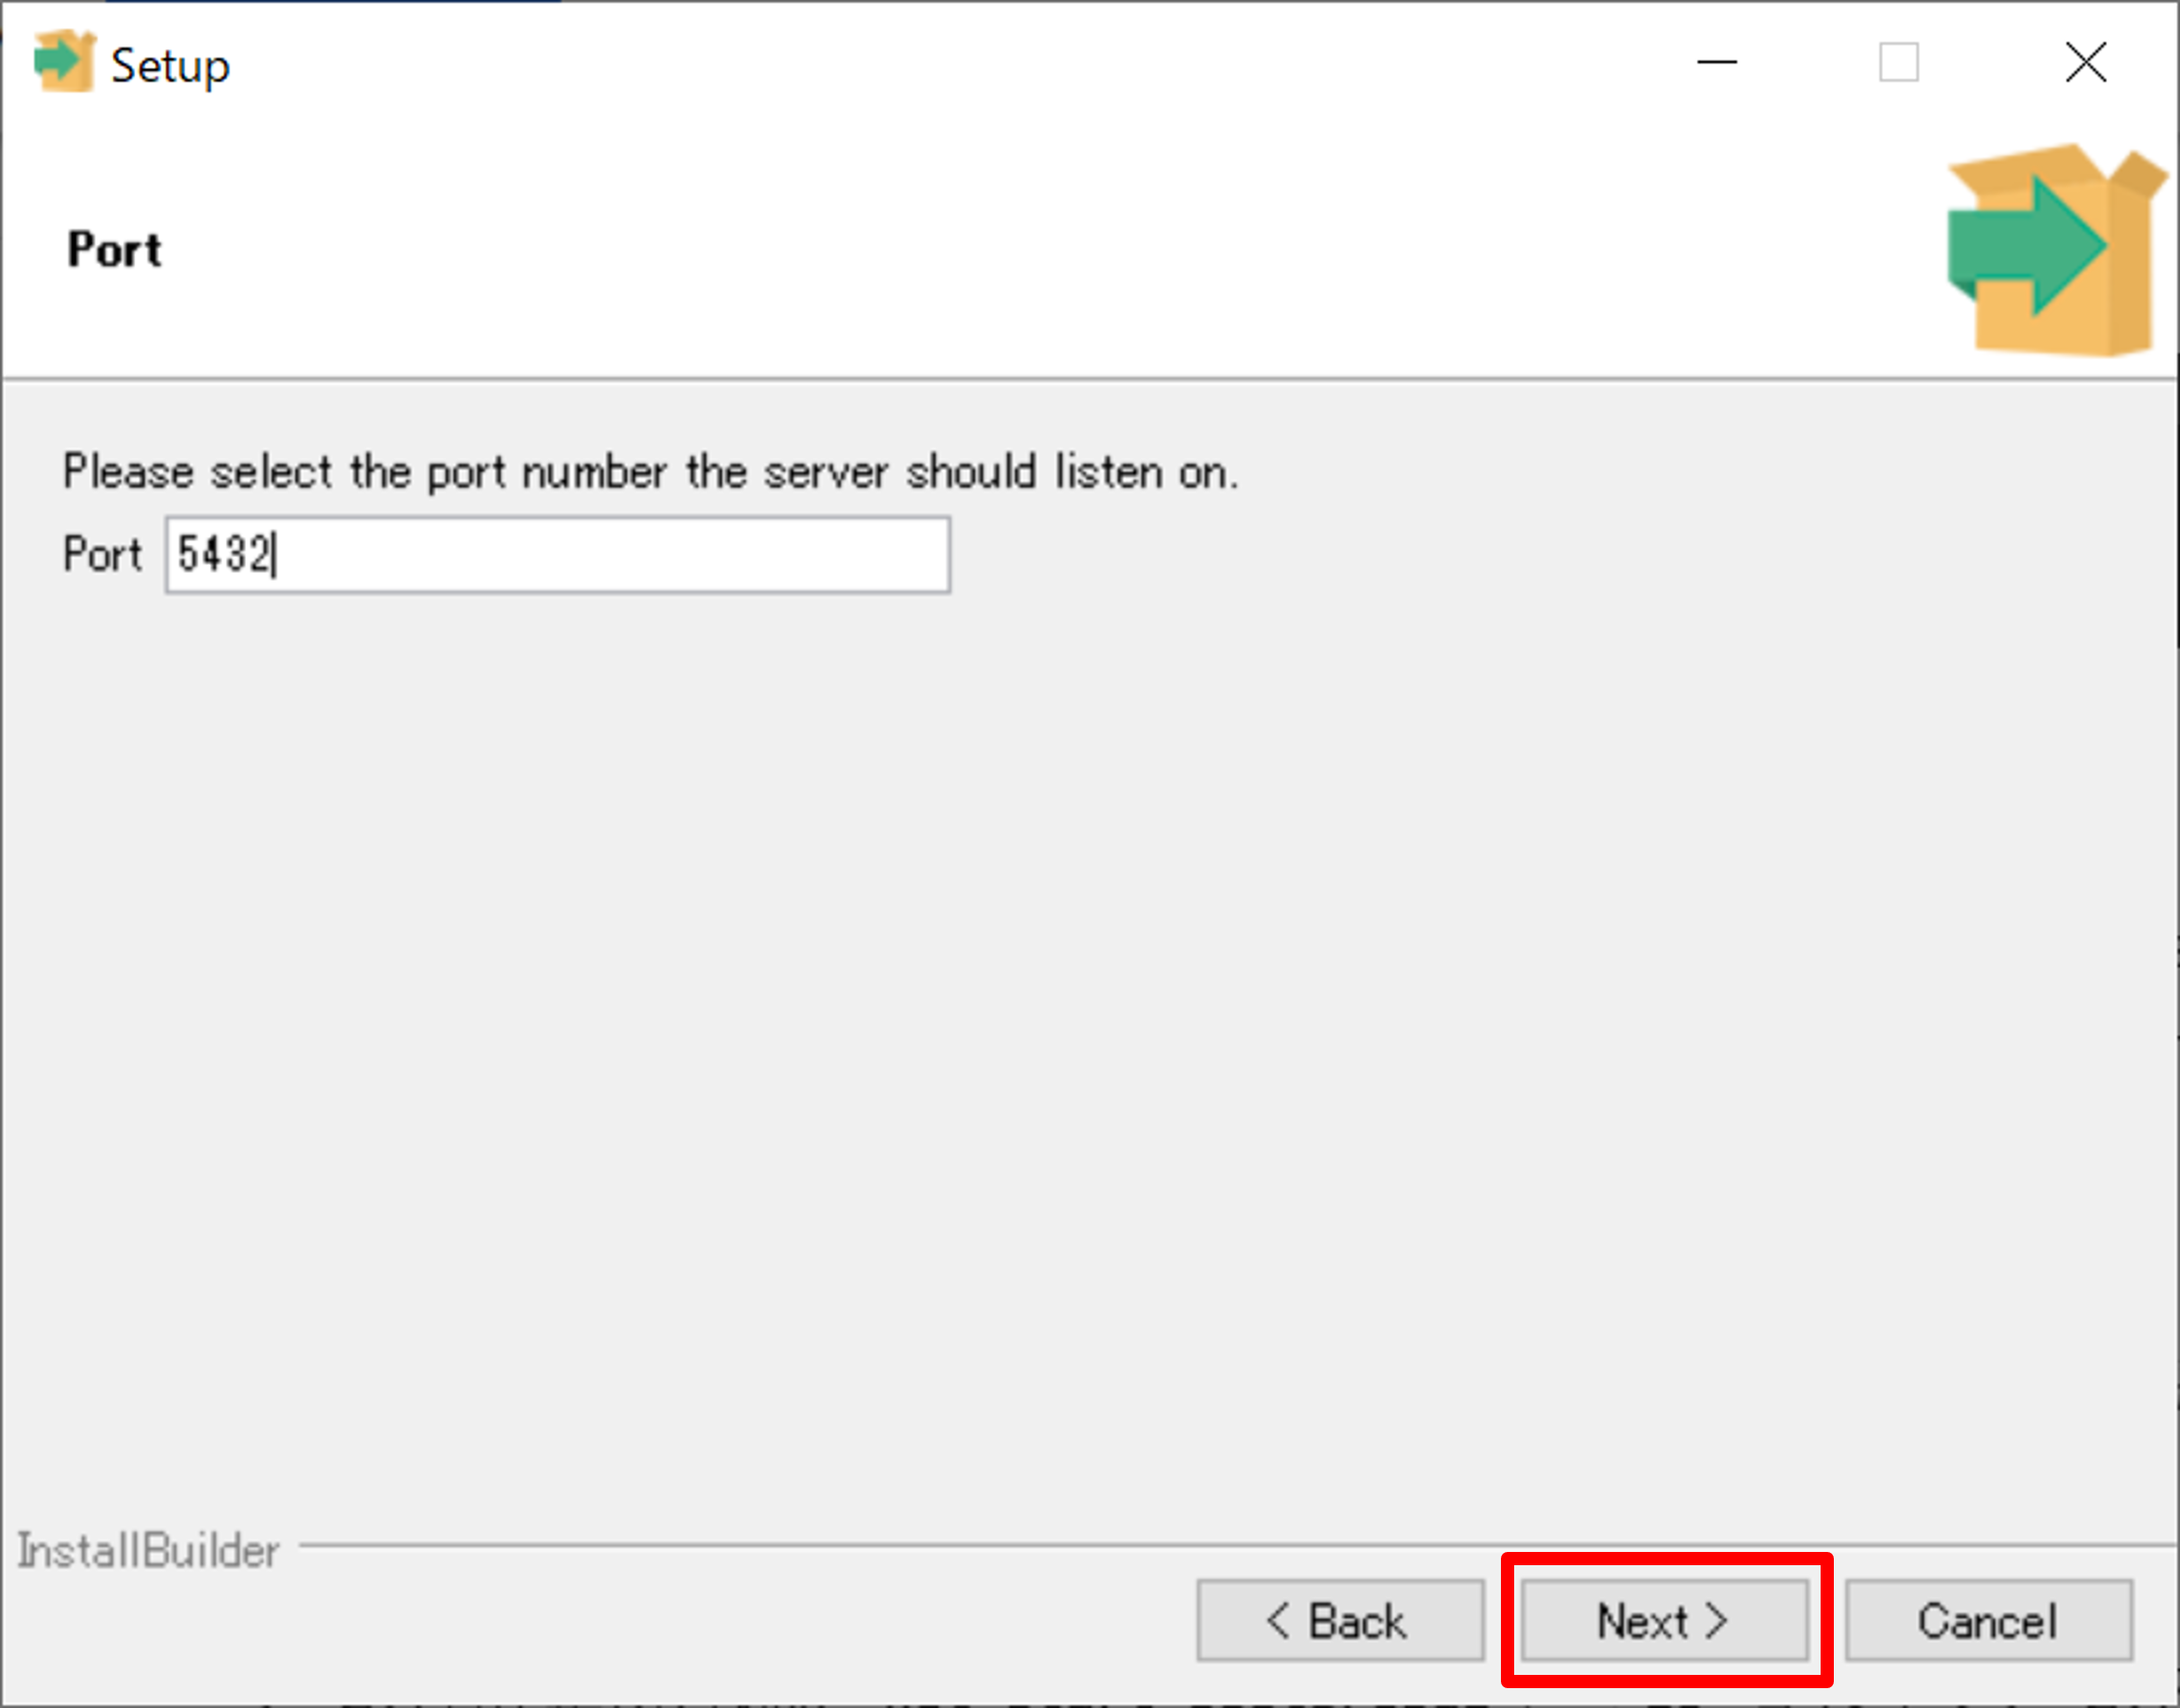 Setup
Port
Please select the port number the server should listen on.
Port 5432
InstallBuilder
< Back Next > Cancel